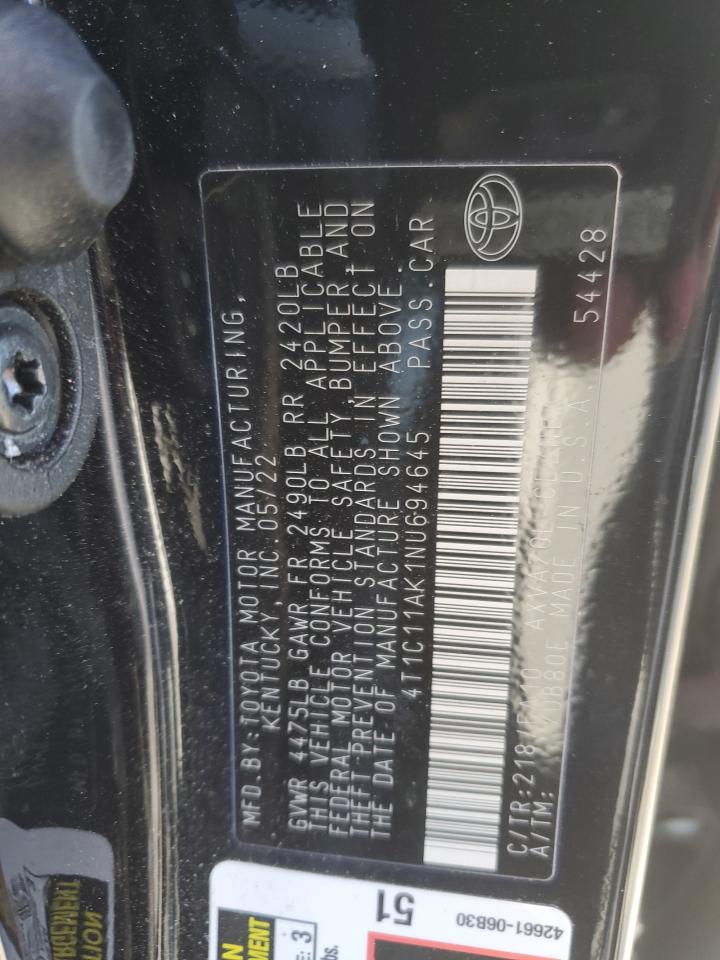 MFD.BY:TOYOTA MOTOR MANUFACTURING,
KENTUCKY, INC.05/22
GVWR 4475LB GAWR FR 2490LB RR 2420LB
THIS VEHICLE CONFORMS TO ALL APPLICABLE
FEDERAL MOTOR VEHICLE SAFETY,BUMPER,AND
THEFT PREVENTION STANDARDS IN EFFECT ON
THE DATE OF MANUFACTURE SHOWN ABOVE.
4T1C11AK1NU694645 PASS.CAR
C/TR:218
A/TM: MADE IN U.S.A. 54428
51
42661-06B30
3